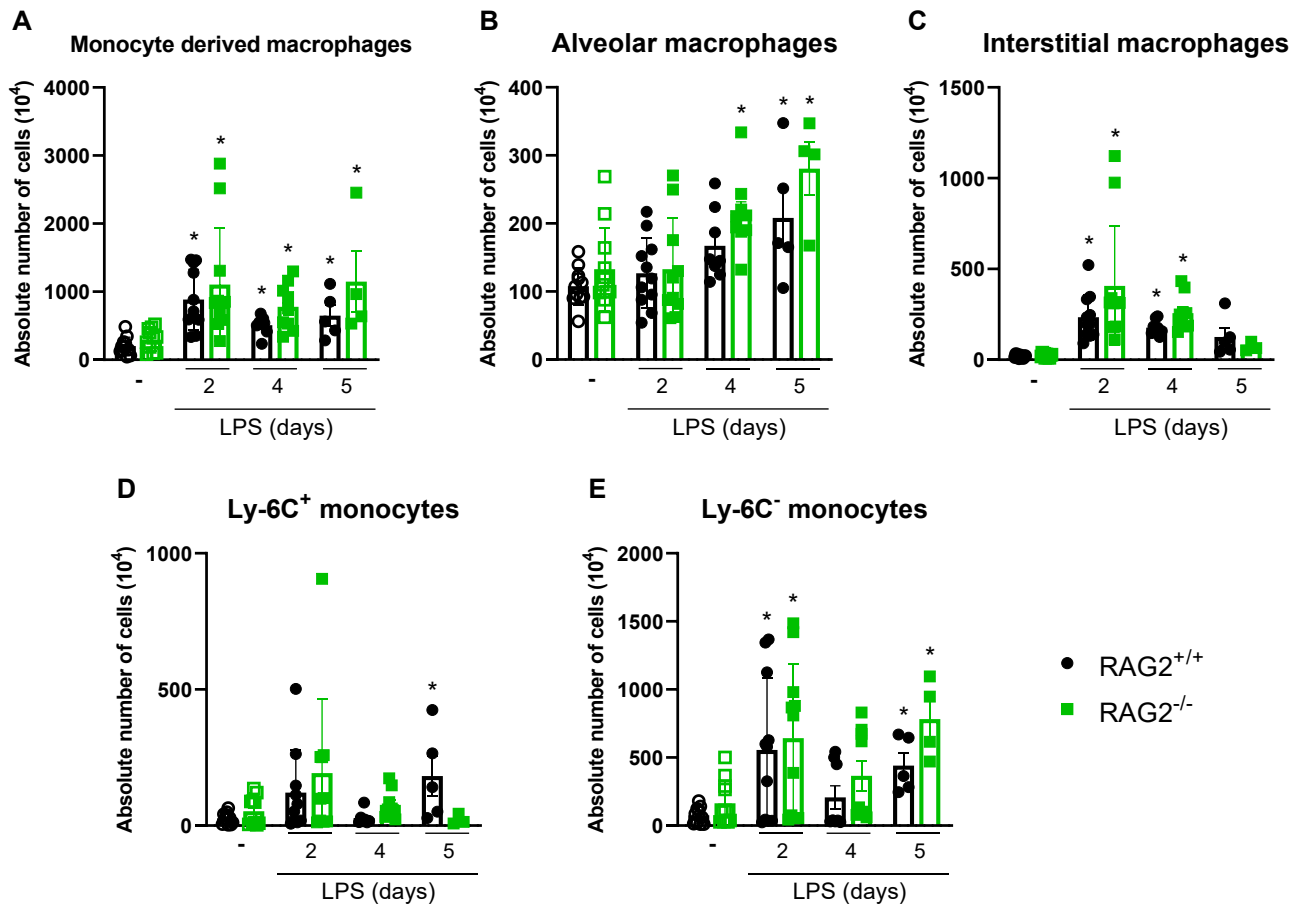 A
Monocyte derived macrophages
Absolute number of cells (10⁴)
4000
3000
2000
1000
0
*
*
*
*
*
*
-
2
4
5
LPS (days)
B
Alveolar macrophages
Absolute number of cells (10⁴)
400
300
200
100
0
*
*
*
-
2
4
5
LPS (days)
C
Interstitial macrophages
Absolute number of cells (10⁴)
1500
1000
500
0
*
*
*
*
-
2
4
5
LPS (days)
D
Ly-6C⁺ monocytes
Absolute number of cells (10⁴)
1000
500
0
*
-
2
4
5
LPS (days)
E
Ly-6C⁻ monocytes
Absolute number of cells (10⁴)
2000
1500
1000
500
0
*
*
*
*
-
2
4
5
LPS (days)
RAG2⁺/⁺
RAG2⁻/⁻